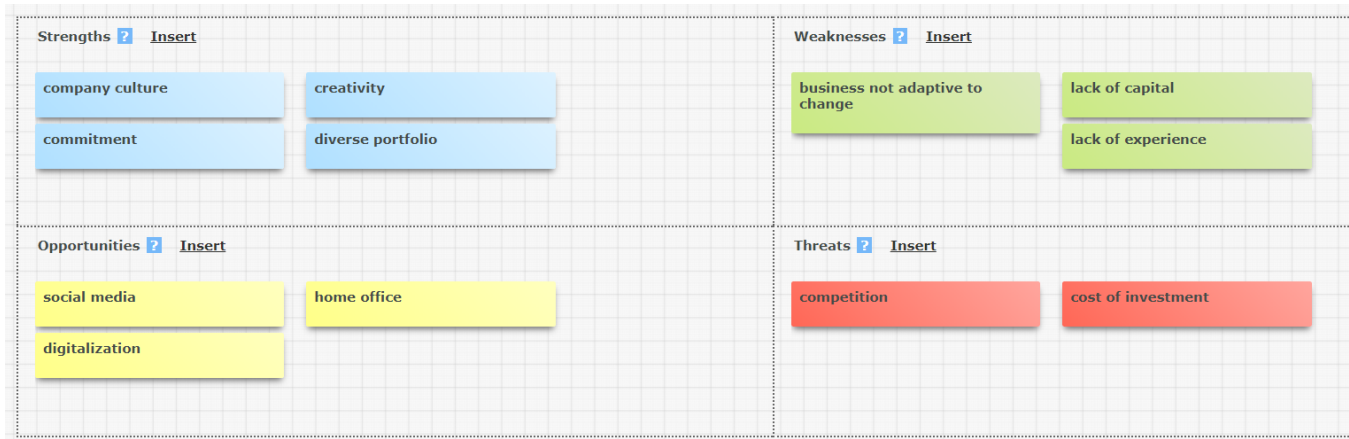 Strengths ? Insert
company culture
creativity
commitment
diverse portfolio
Weaknesses ? Insert
business not adaptive to
change
lack of capital
lack of experience
Opportunities ? Insert
social media
home office
digitalization
Threats ? Insert
competition
cost of investment